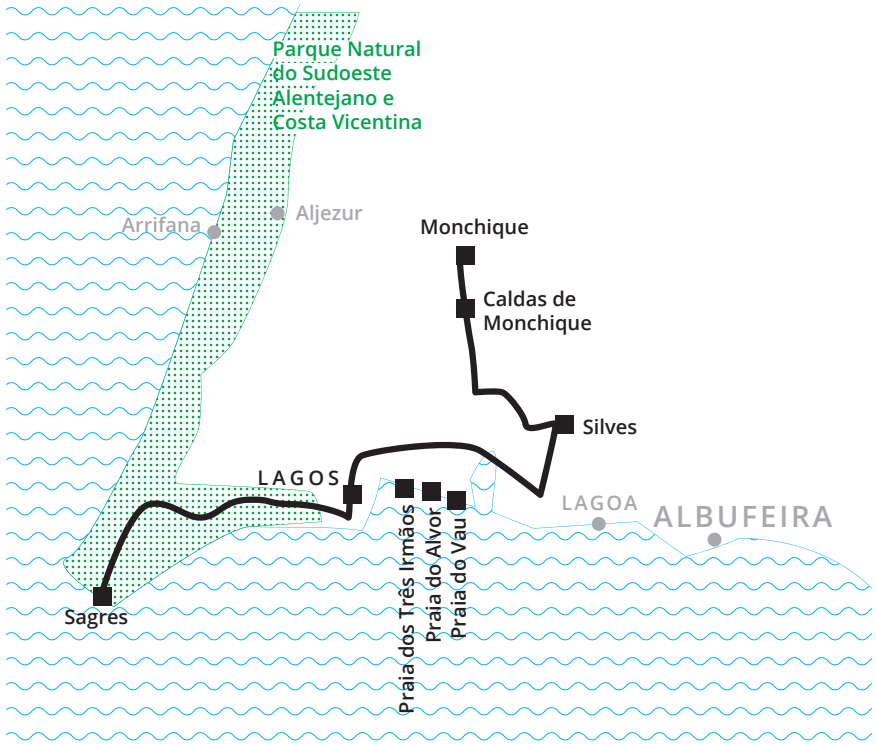 Parque Natural
do Sudoeste
Alentejano e
Costa Vicentina
Arrifana
Aljezur
Monchique
Caldas de
Monchique
Silves
LAGOS
LAGOA
ALBUFEIRA
Praia dos Três Irmãos
Praia do Alvor
Praia do Vau
Sagres